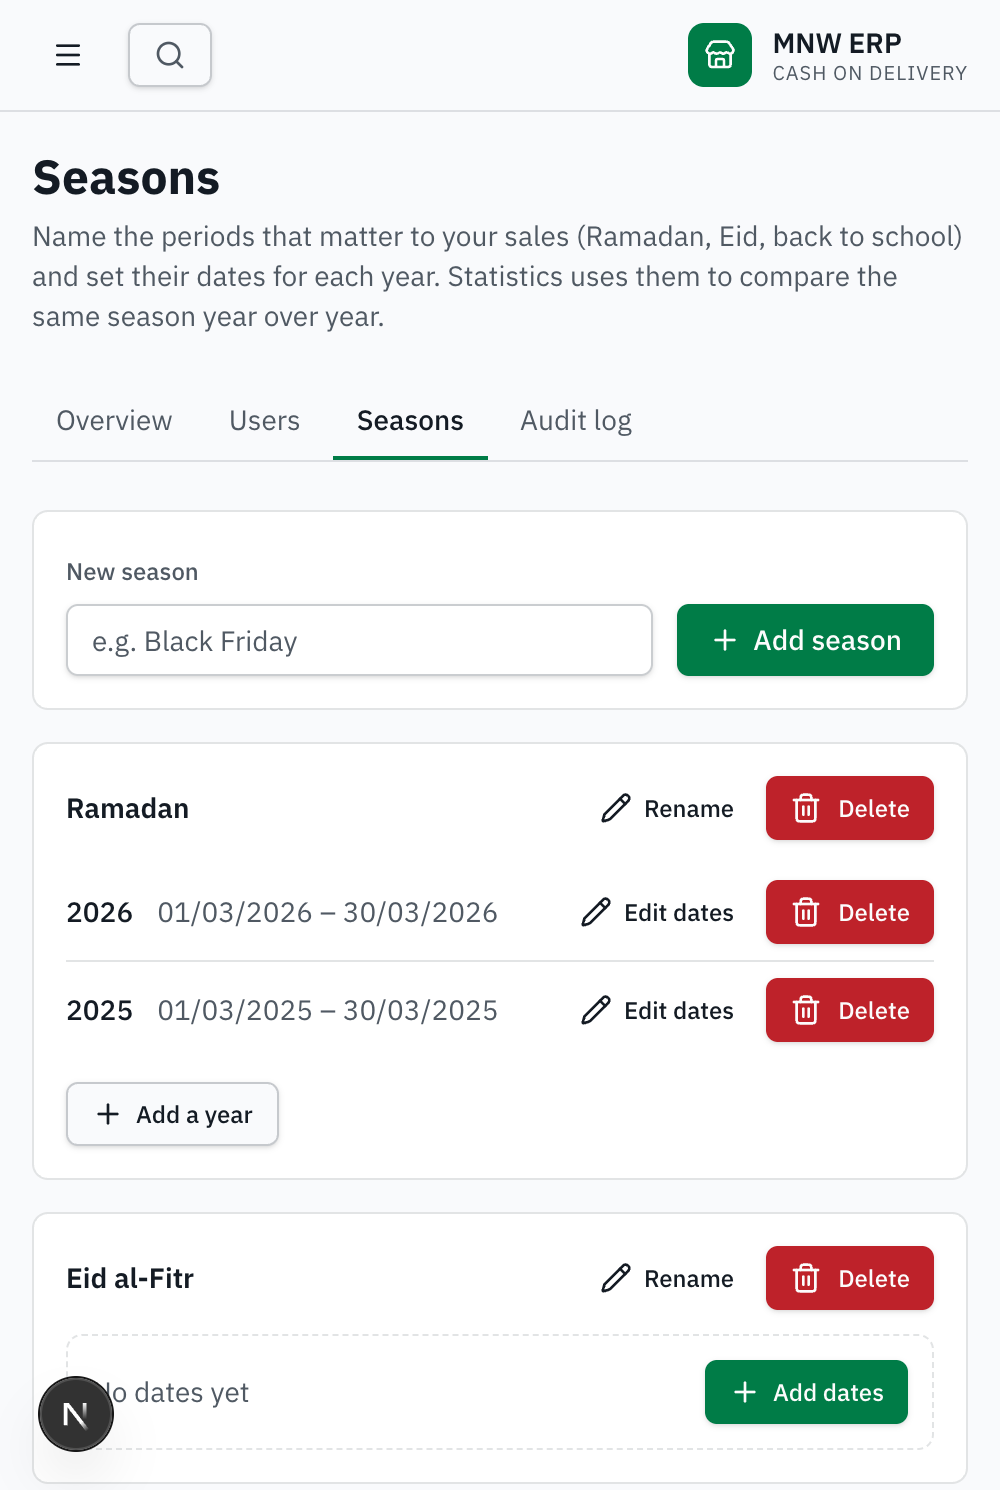 MNW ERP
CASH ON DELIVERY
Seasons
Name the periods that matter to your sales (Ramadan, Eid, back to school)
and set their dates for each year. Statistics uses them to compare the
same season year over year.
Overview Users Seasons Audit log
New season
e.g. Black Friday + Add season
Ramadan Rename Delete
2026 01/03/2026 – 30/03/2026 Edit dates Delete
2025 01/03/2025 – 30/03/2025 Edit dates Delete
+ Add a year
Eid al-Fitr Rename Delete
dates yet + Add dates
N